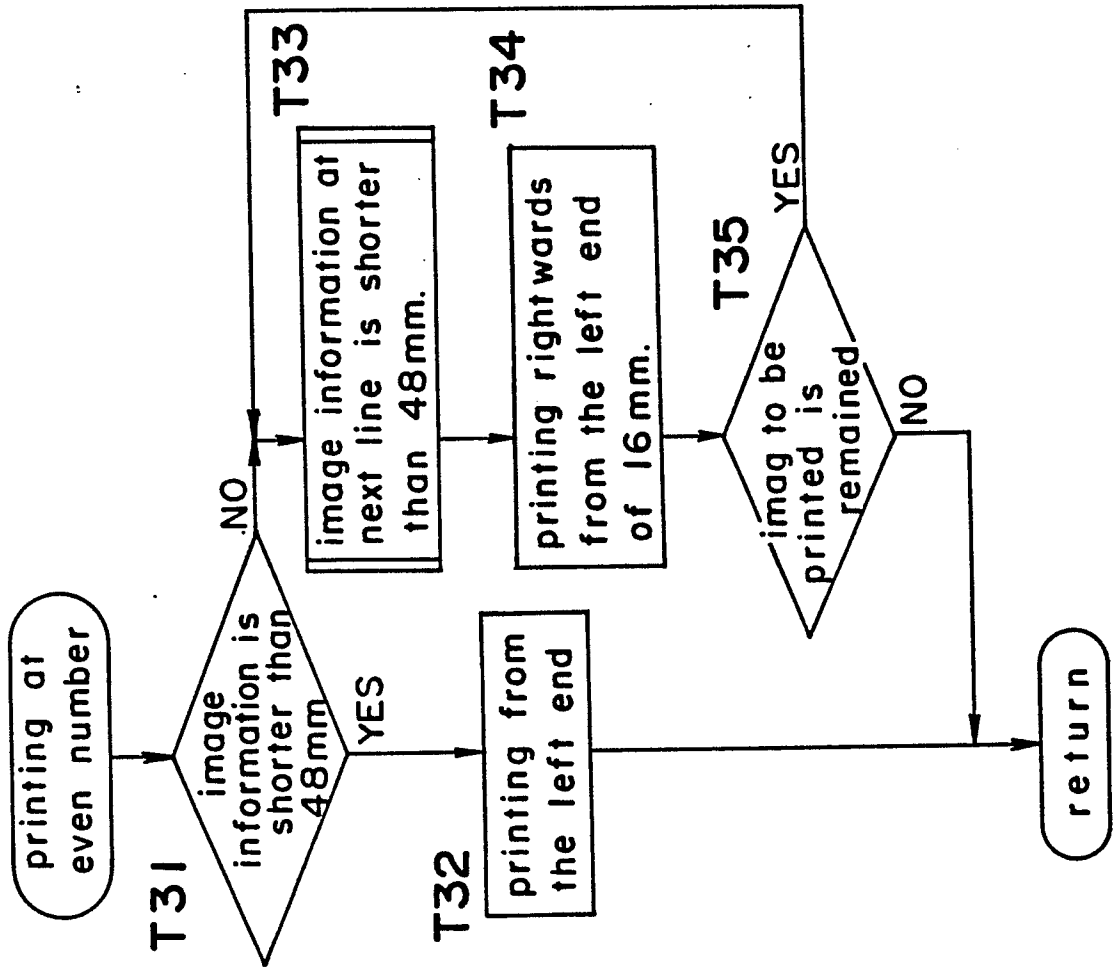 printing at
even number
T31
image
information is
shorter than
48mm
NO
YES
T32
printing from
the left end
T33
image information at
next line is shorter
than 48mm.
T34
printing rightwards
from the left end
of 16mm.
T35
imag to be
printed is
remained
YES
NO
return